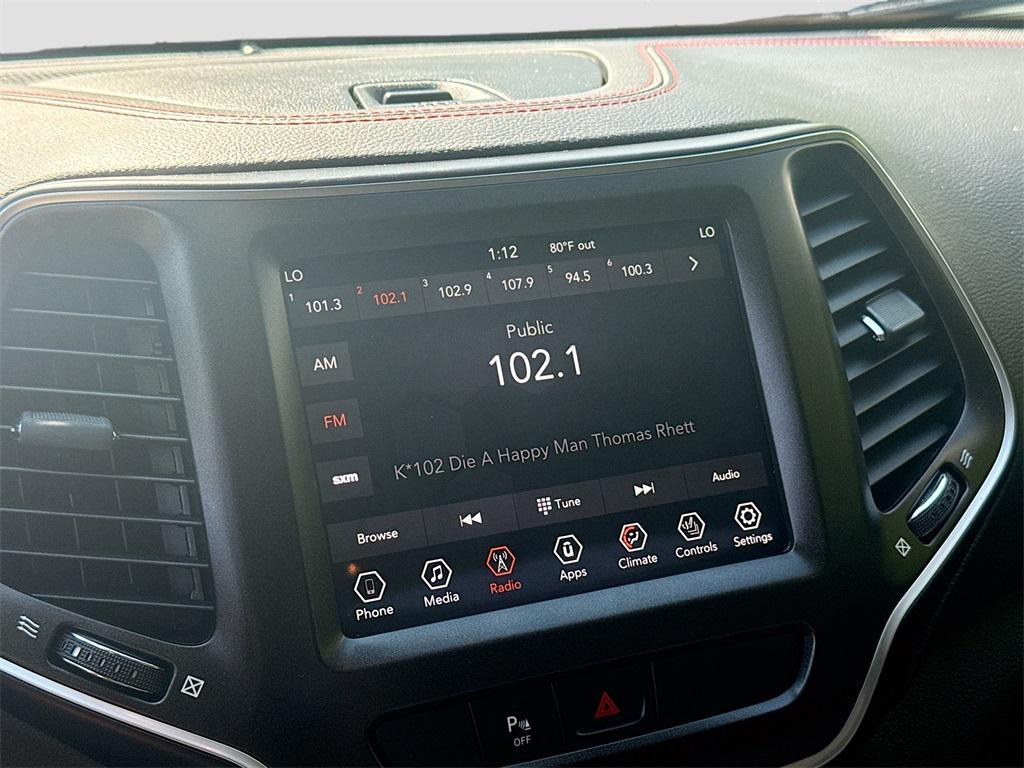 LO 1:12 80°F out LO
1 101.3 2 102.1 3 102.9 4 107.9 5 94.5 6 100.3
Public
AM
102.1
FM
K*102 Die A Happy Man Thomas Rhett
sxm
Browse Tune Audio
Phone Media Radio Apps Climate Controls Settings
P
OFF